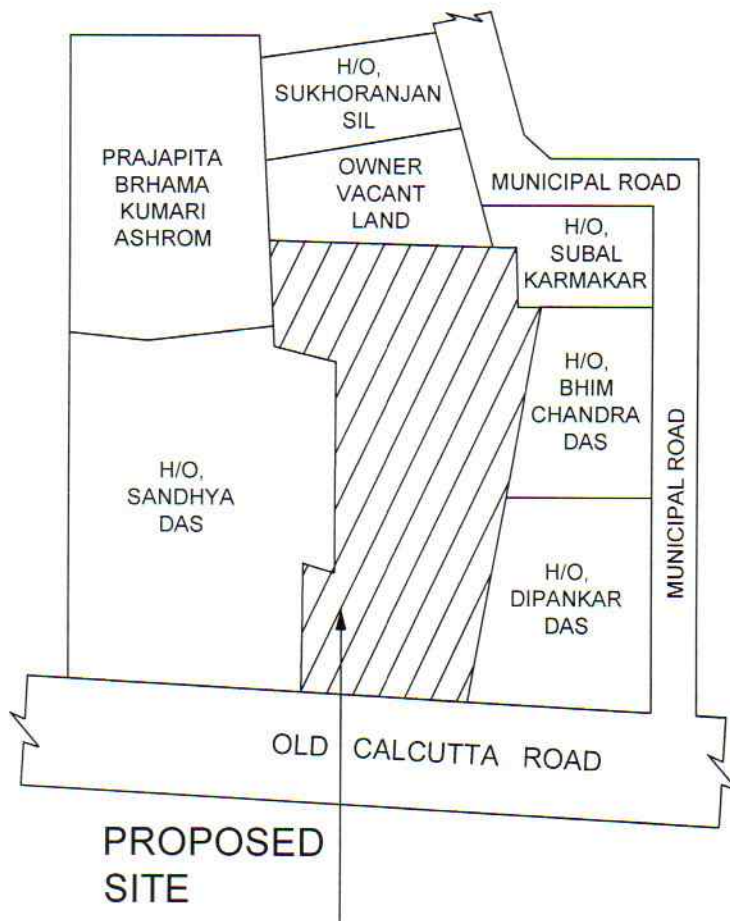 H/O,
SUKHORANJAN
SIL
PRAJAPITA
BRHAMA
KUMARI
ASHROM
OWNER
VACANT
LAND
MUNICIPAL ROAD
H/O,
SUBAL
KARMAKAR
H/O,
BHIM
CHANDRA
DAS
H/O,
SANDHYA
DAS
MUNICIPAL ROAD
H/O,
DIPANKAR
DAS
OLD CALCUTTA ROAD
PROPOSED
SITE